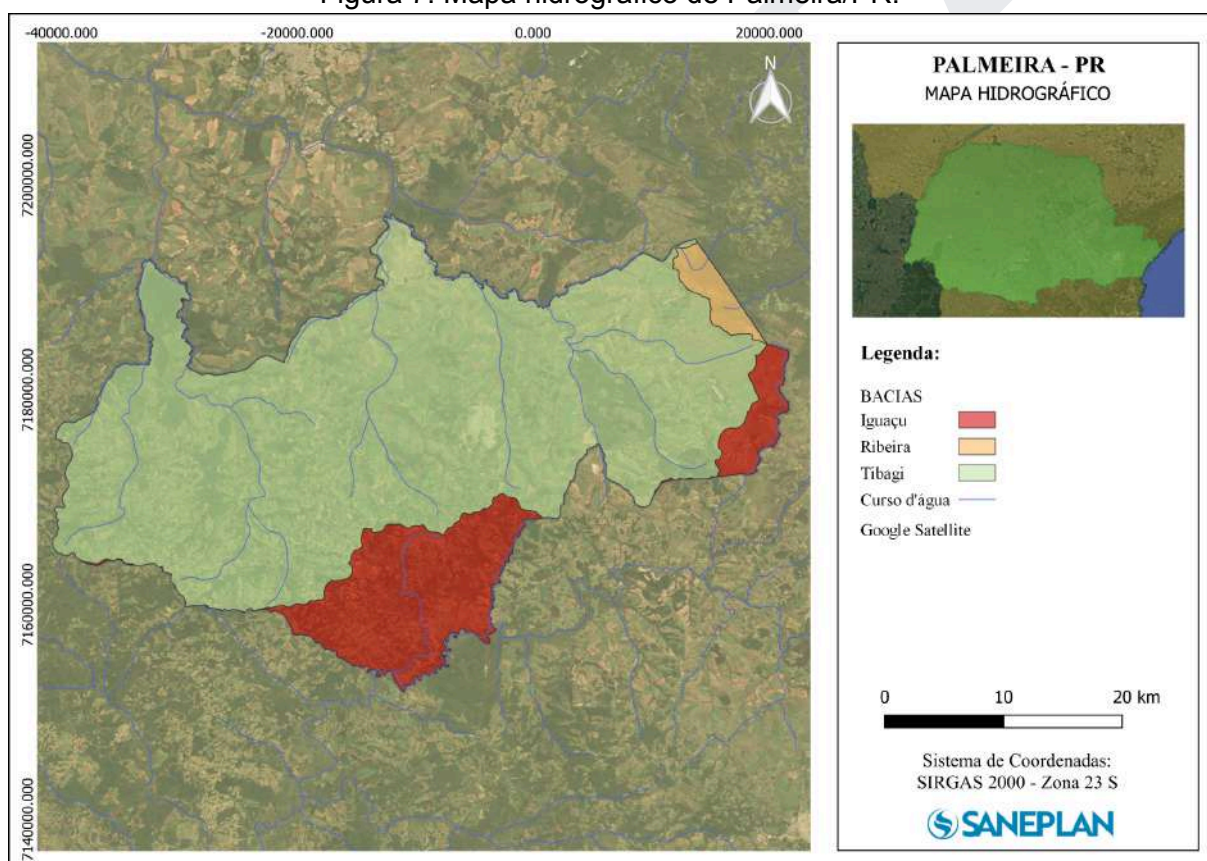 Figura 7. Mapa hidrográfico de Palmeira/PR.
-40000.000
-20000.000
0.000
20000.000
7200000.000
7180000.000
7160000.000
7140000.000
N
PALMEIRA - PR
MAPA HIDROGRÁFICO
Legenda:
BACIAS
Iguaçu
Ribeira
Tibagi
Curso d'água
Google Satellite
0 10 20 km
Sistema de Coordenadas:
SIRGAS 2000 - Zona 23 S
SANEPLAN